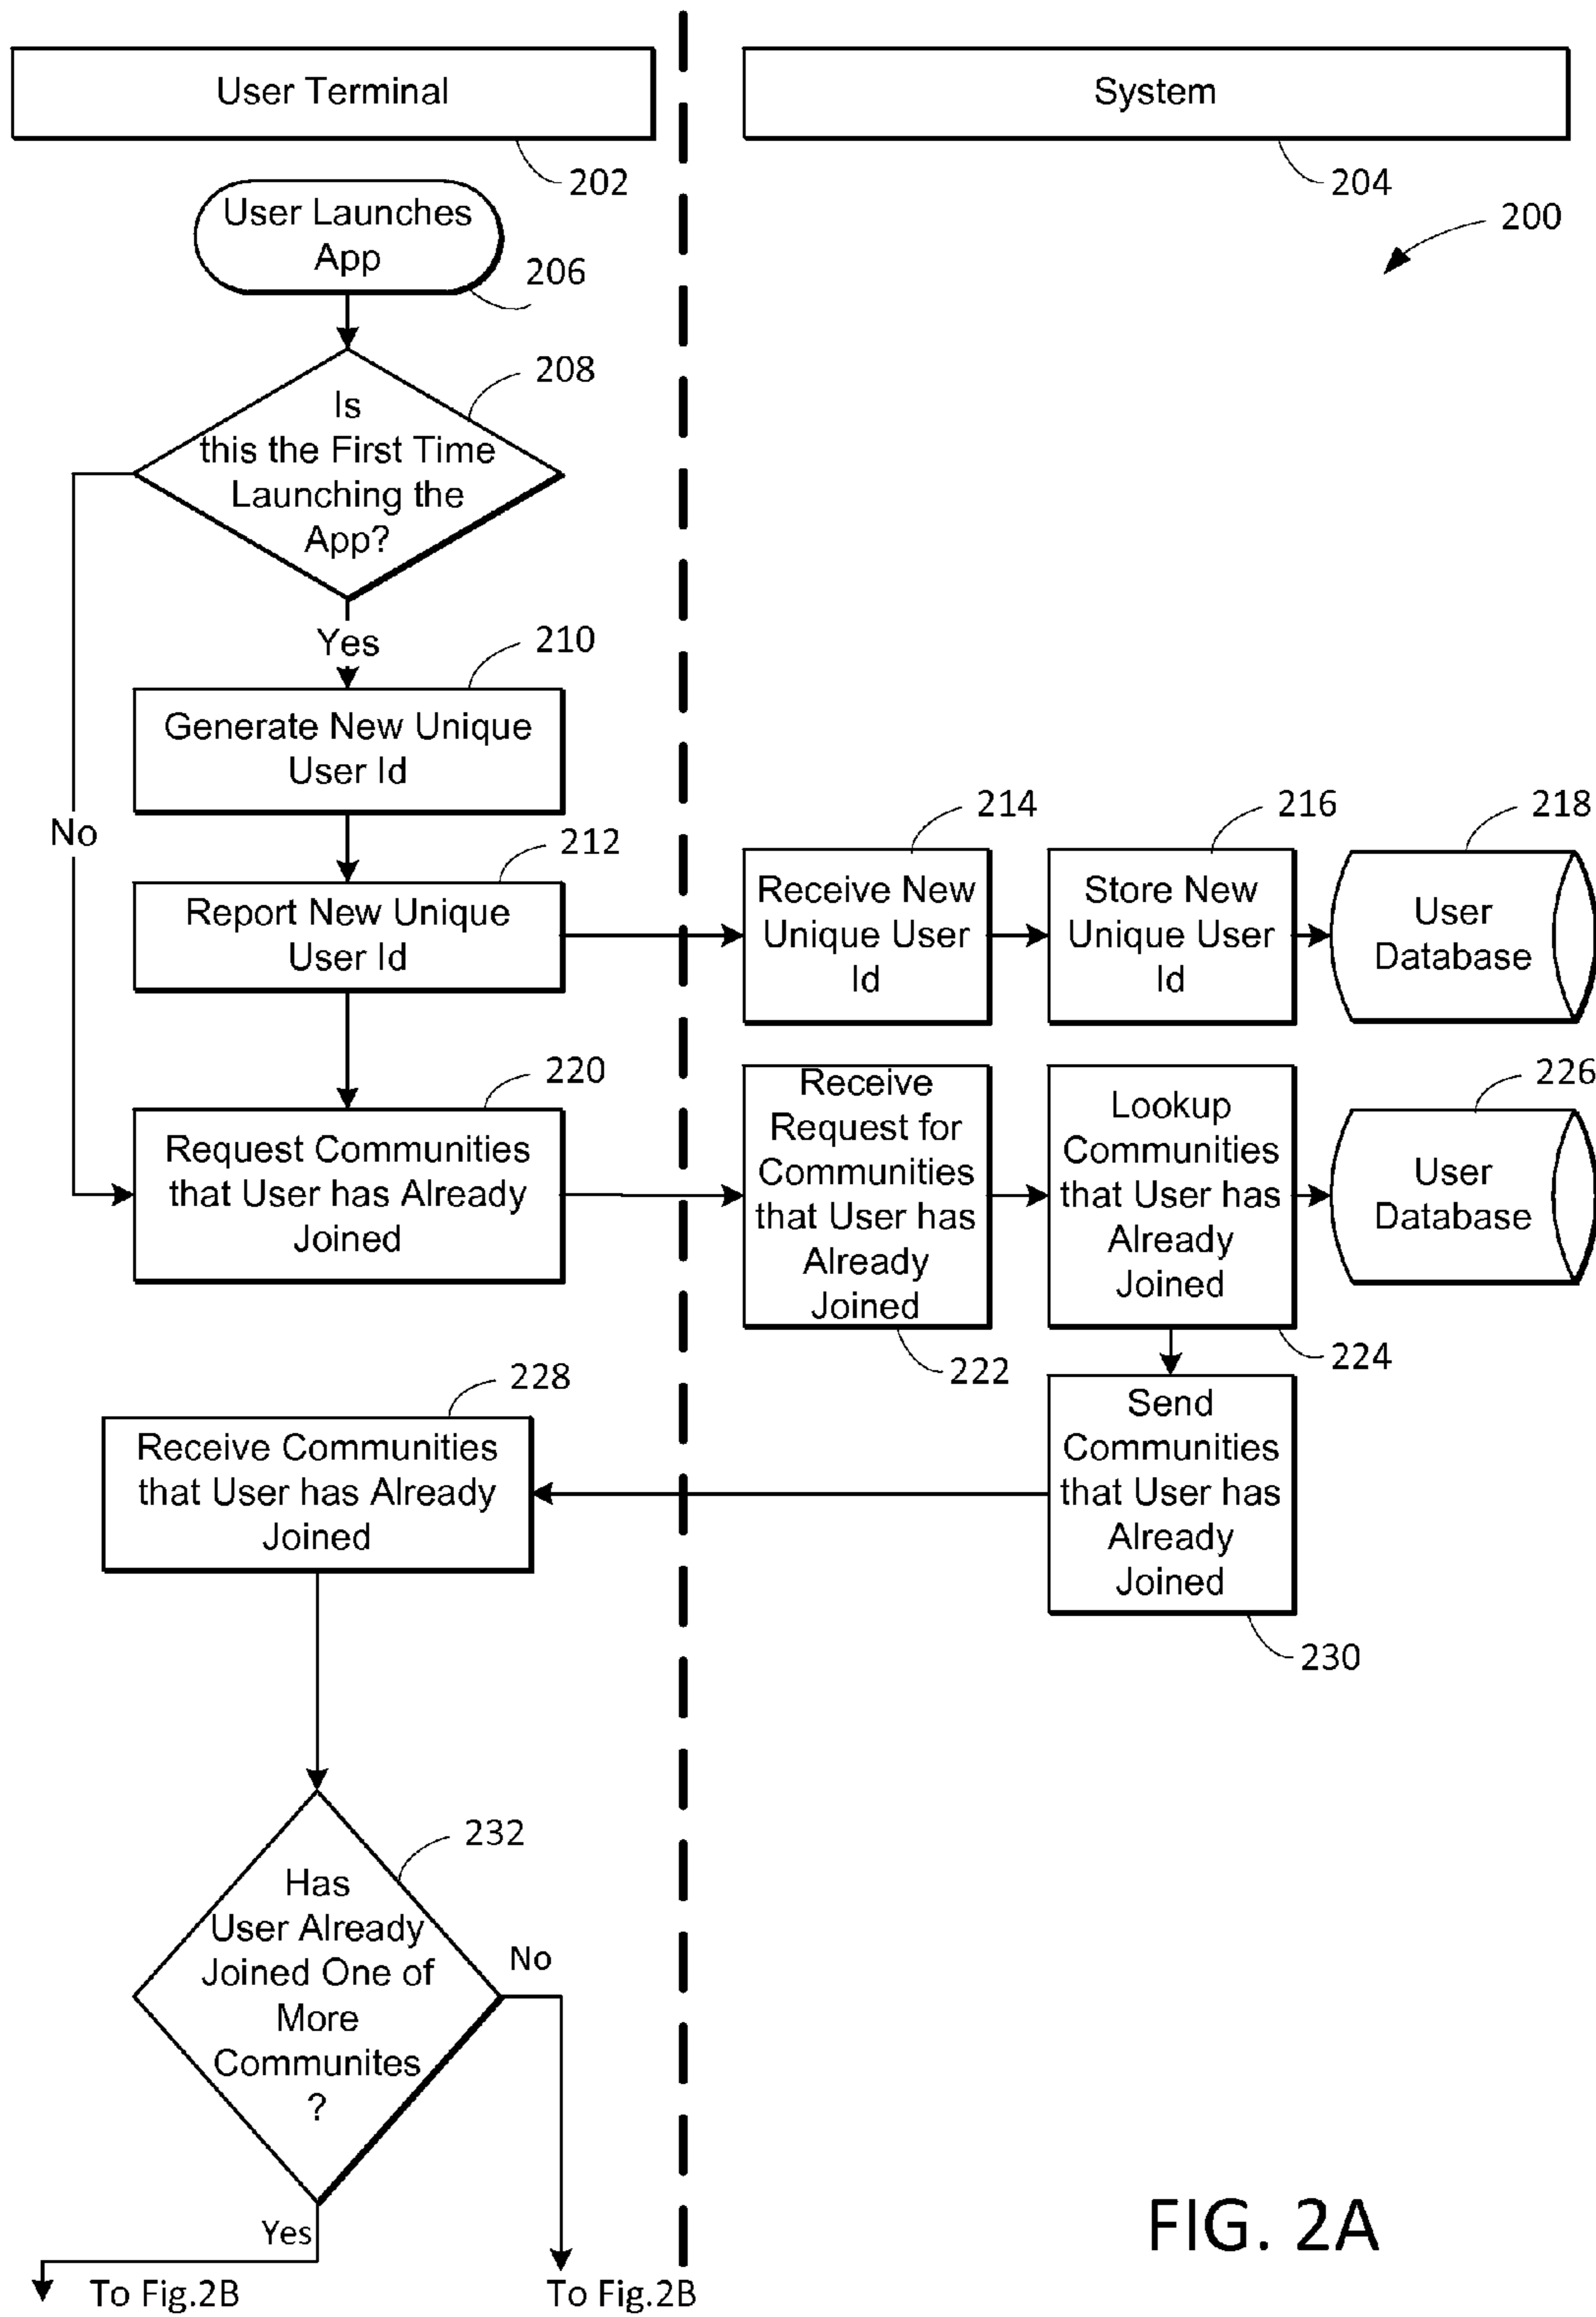 User Terminal
System
202
204
200
User Launches
App
206
208
Is
this the First Time
Launching the
App?
Yes
210
Generate New Unique
User Id
No
212
Report New Unique
User Id
214
Receive New
Unique User
Id
216
Store New
Unique User
Id
218
User
Database
220
Request Communities
that User has Already
Joined
Receive
Request for
Communities
that User has
Already
Joined
222
Lookup
Communities
that User has
Already
Joined
224
226
User
Database
228
Receive Communities
that User has Already
Joined
Send
Communities
that User has
Already
Joined
230
232
Has
User Already
Joined One of
More
Communites
?
No
Yes
To Fig.2B
To Fig.2B
FIG. 2A